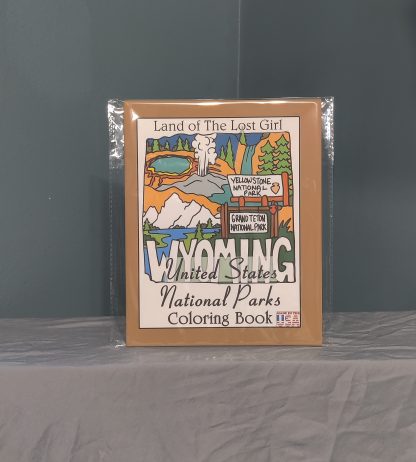 Land of The Lost Girl
YELLOWSTONE
NATIONAL
PARK
GRAND TETON
NATIONAL PARK
WYOMING
United States
National Parks
Coloring Book
USA